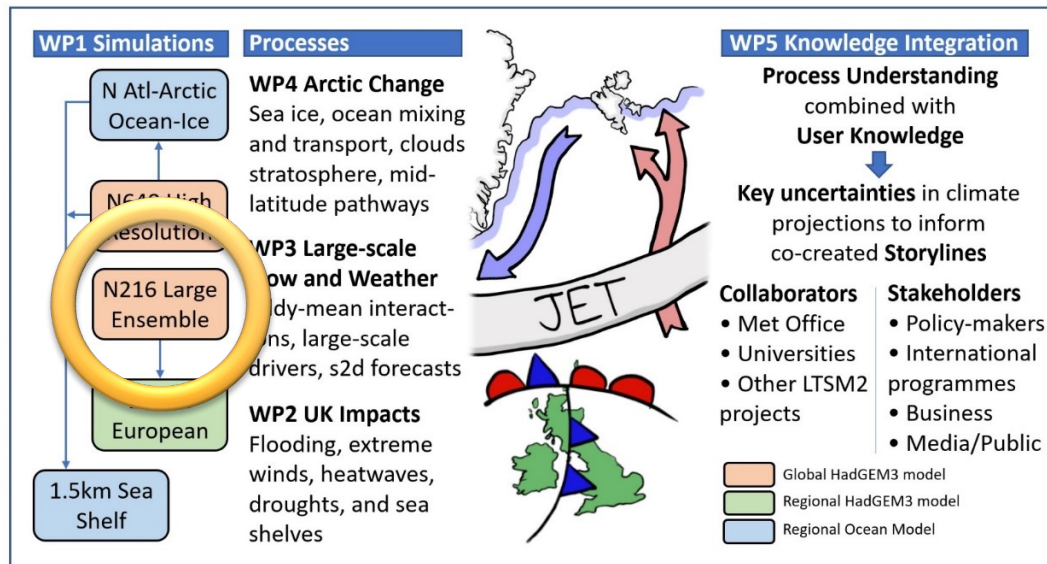 WP1 Simulations
N Atl-Arctic
Ocean-Ice
High
Resolution
N216 Large
Ensemble
European
1.5km Sea
Shelf
Processes
WP4 Arctic Change
Sea ice, ocean mixing
and transport, clouds
stratosphere, mid-
latitude pathways
WP3 Large-scale
and Weather
interact-
large-scale
drivers, s2d forecasts
WP2 UK Impacts
Flooding, extreme
winds, heatwaves,
droughts, and sea
shelves
JET
WP5 Knowledge Integration
Process Understanding
combined with
User Knowledge
Key uncertainties in climate
projections to inform
co-created Storylines
Collaborators
• Met Office
• Universities
• Other LTSM2
projects
Stakeholders
• Policy-makers
• International
programmes
• Business
• Media/Public
Global HadGEM3 model
Regional HadGEM3 model
Regional Ocean Model